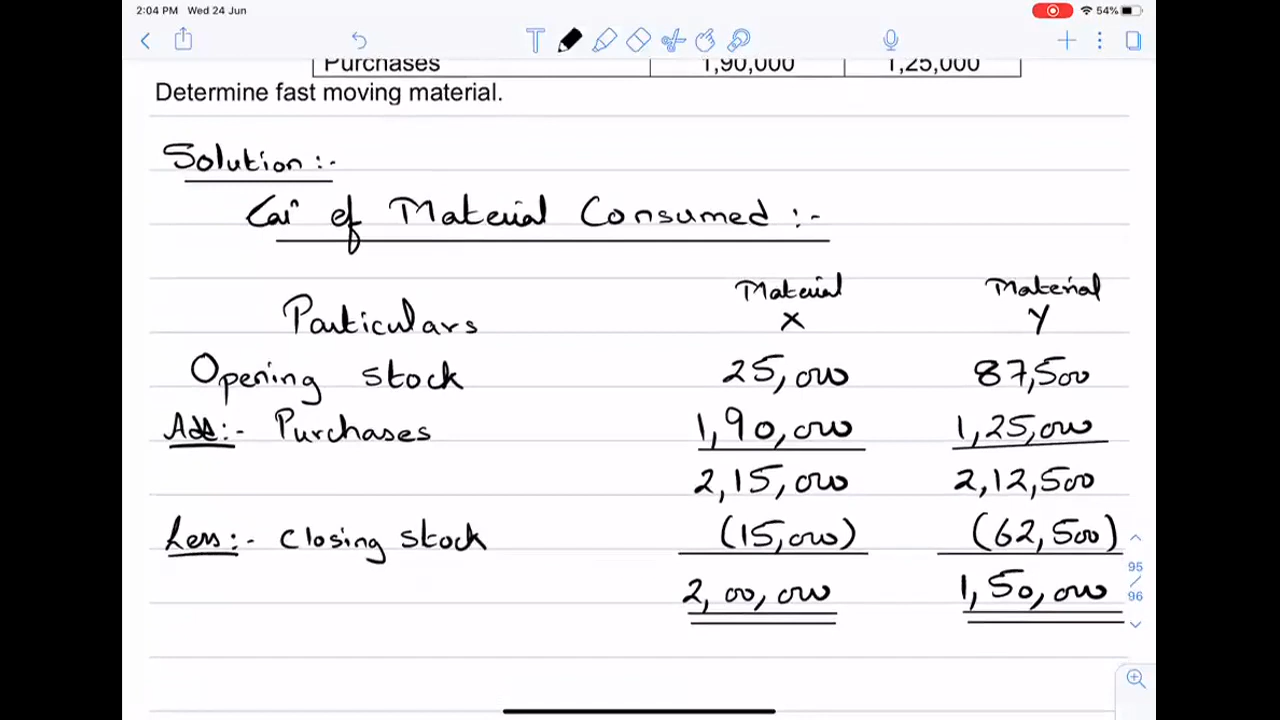 2:04 PM Wed 24 Jun 54%
Purchases 1,90,000 1,25,000
Determine fast moving material.
Solution :-
of Material Consumed :-
Particulars Material X Material Y
Opening stock 25,000 87,500
Add:- Purchases 1,90,000 1,25,000
2,15,000 2,12,500
Less:- Closing stock (15,000) (62,500)
2,00,000 1,50,000
95
/
96